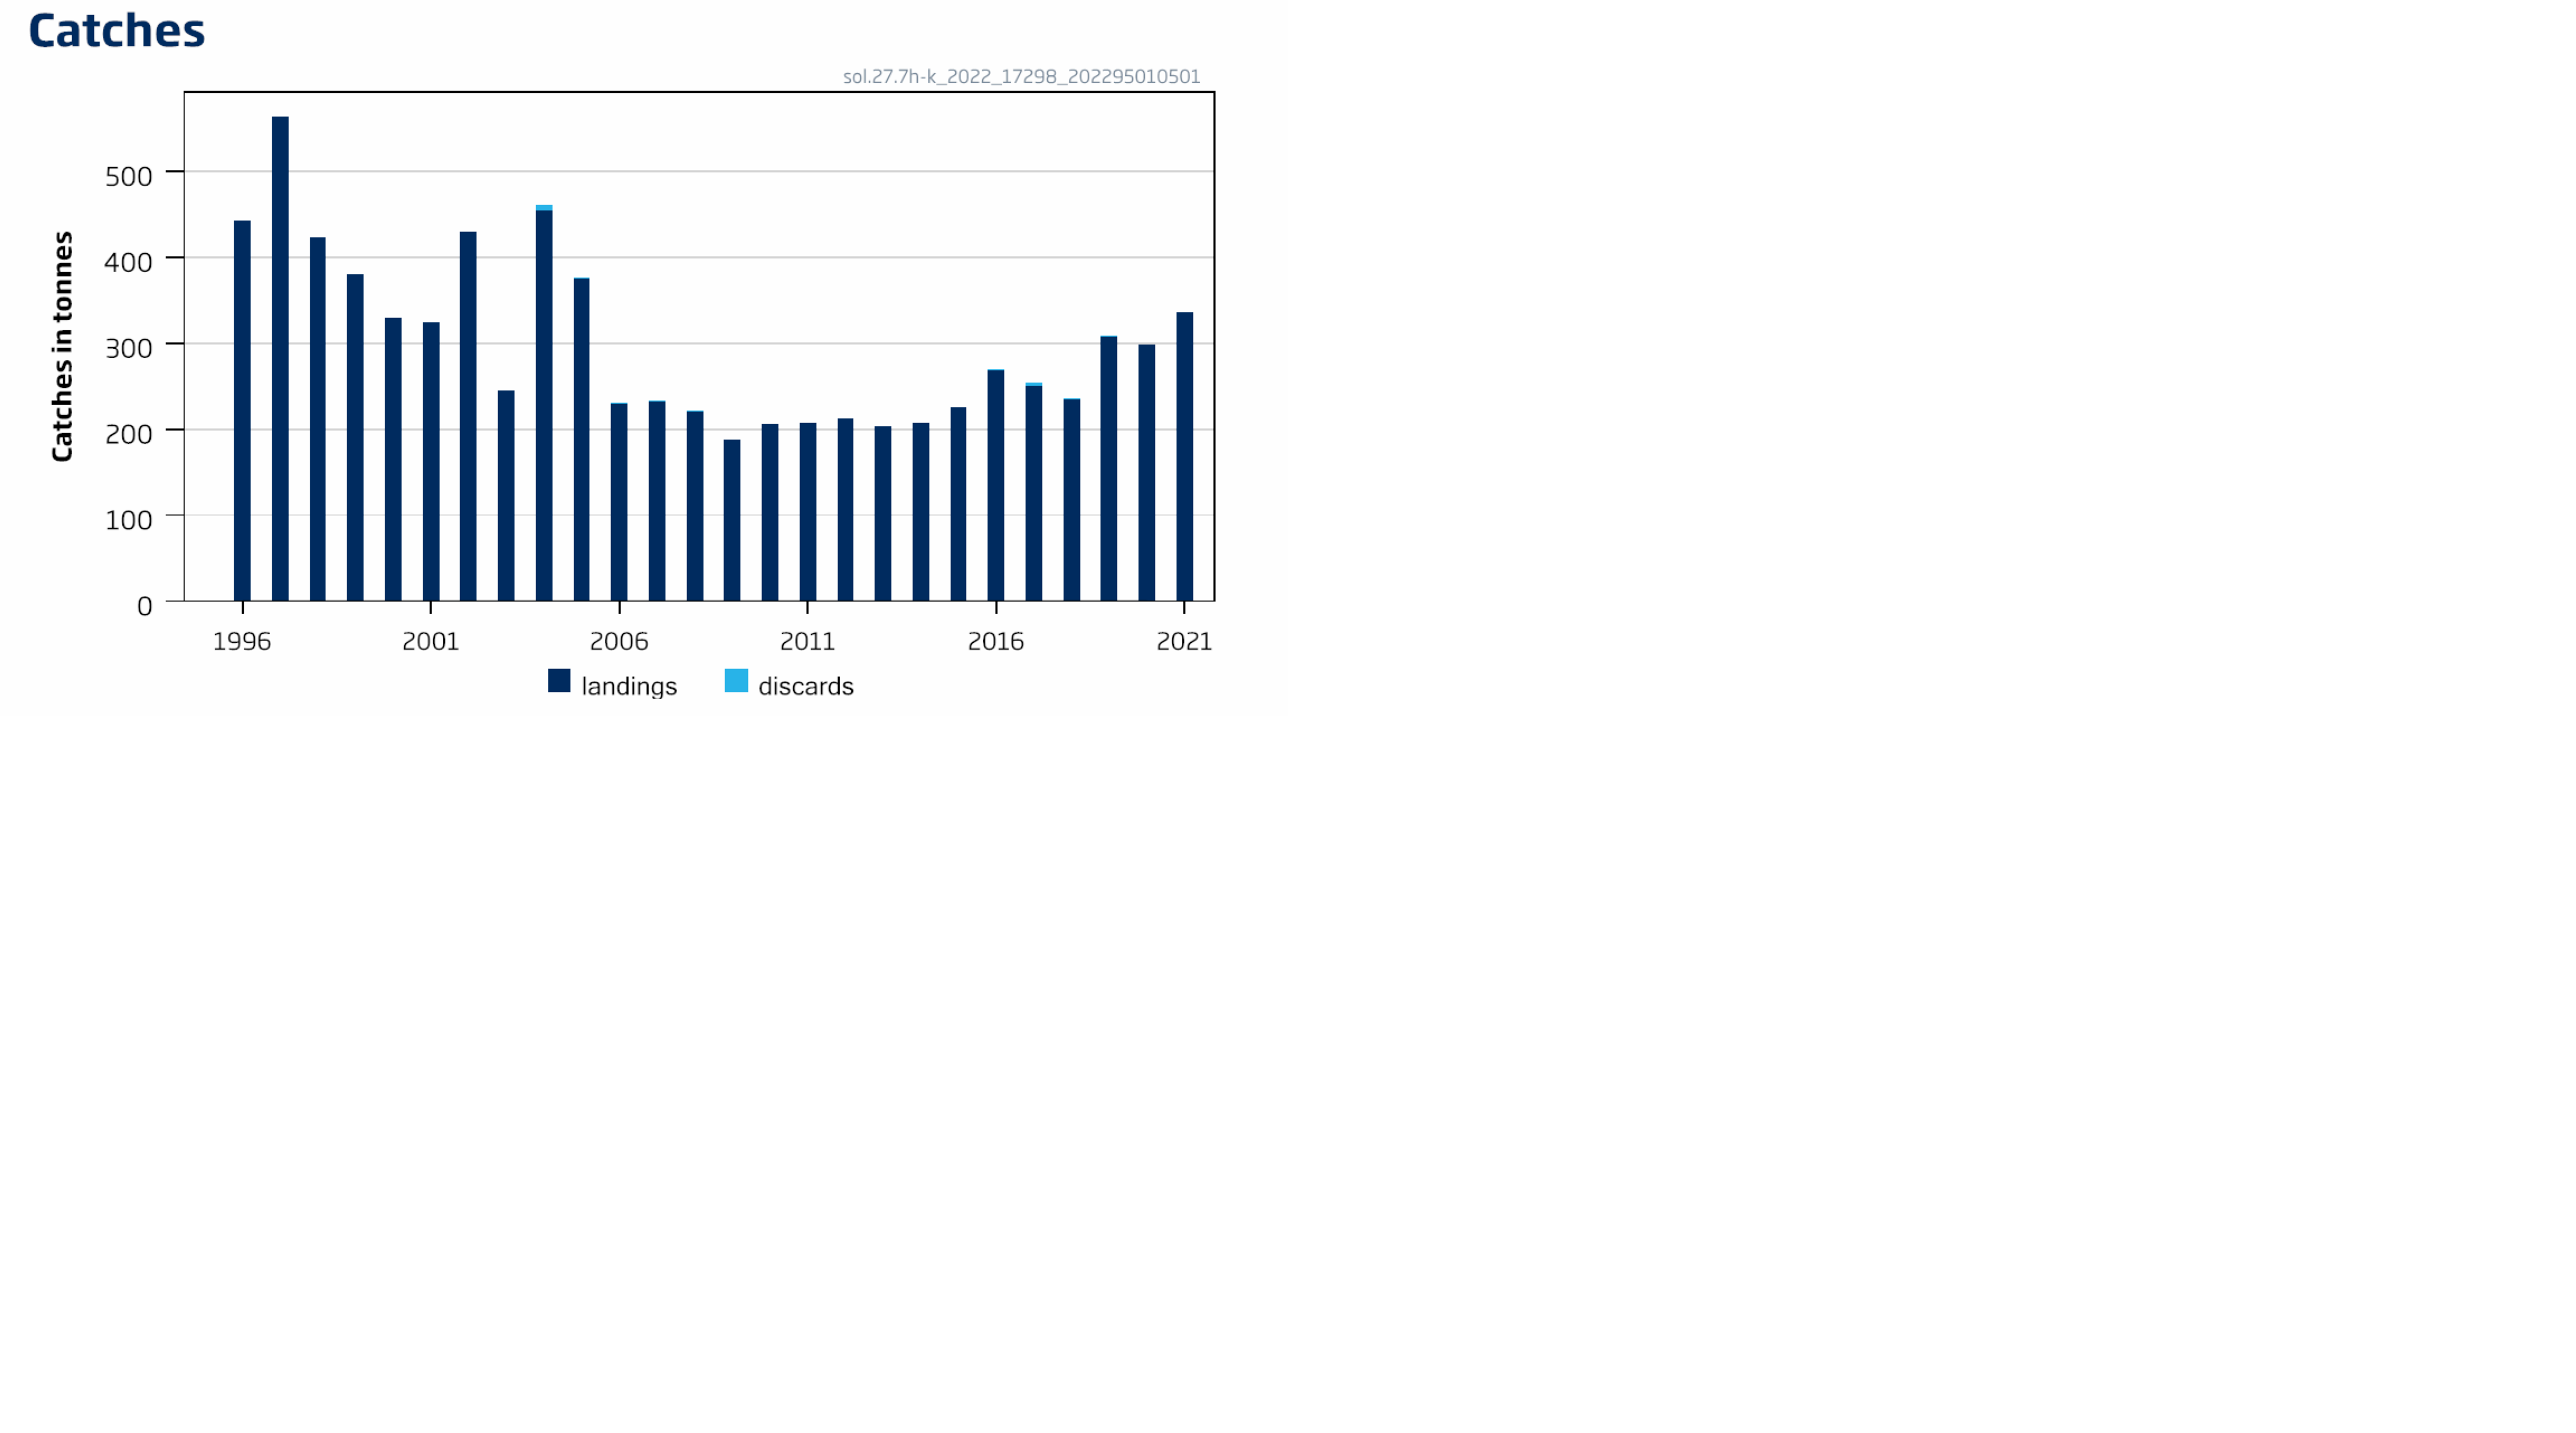 Catches
sol.27.7h-k_2022_17298_202295010501
Catches in tonnes
500
400
300
200
100
0
1996 2001 2006 2011 2016 2021
landings discards